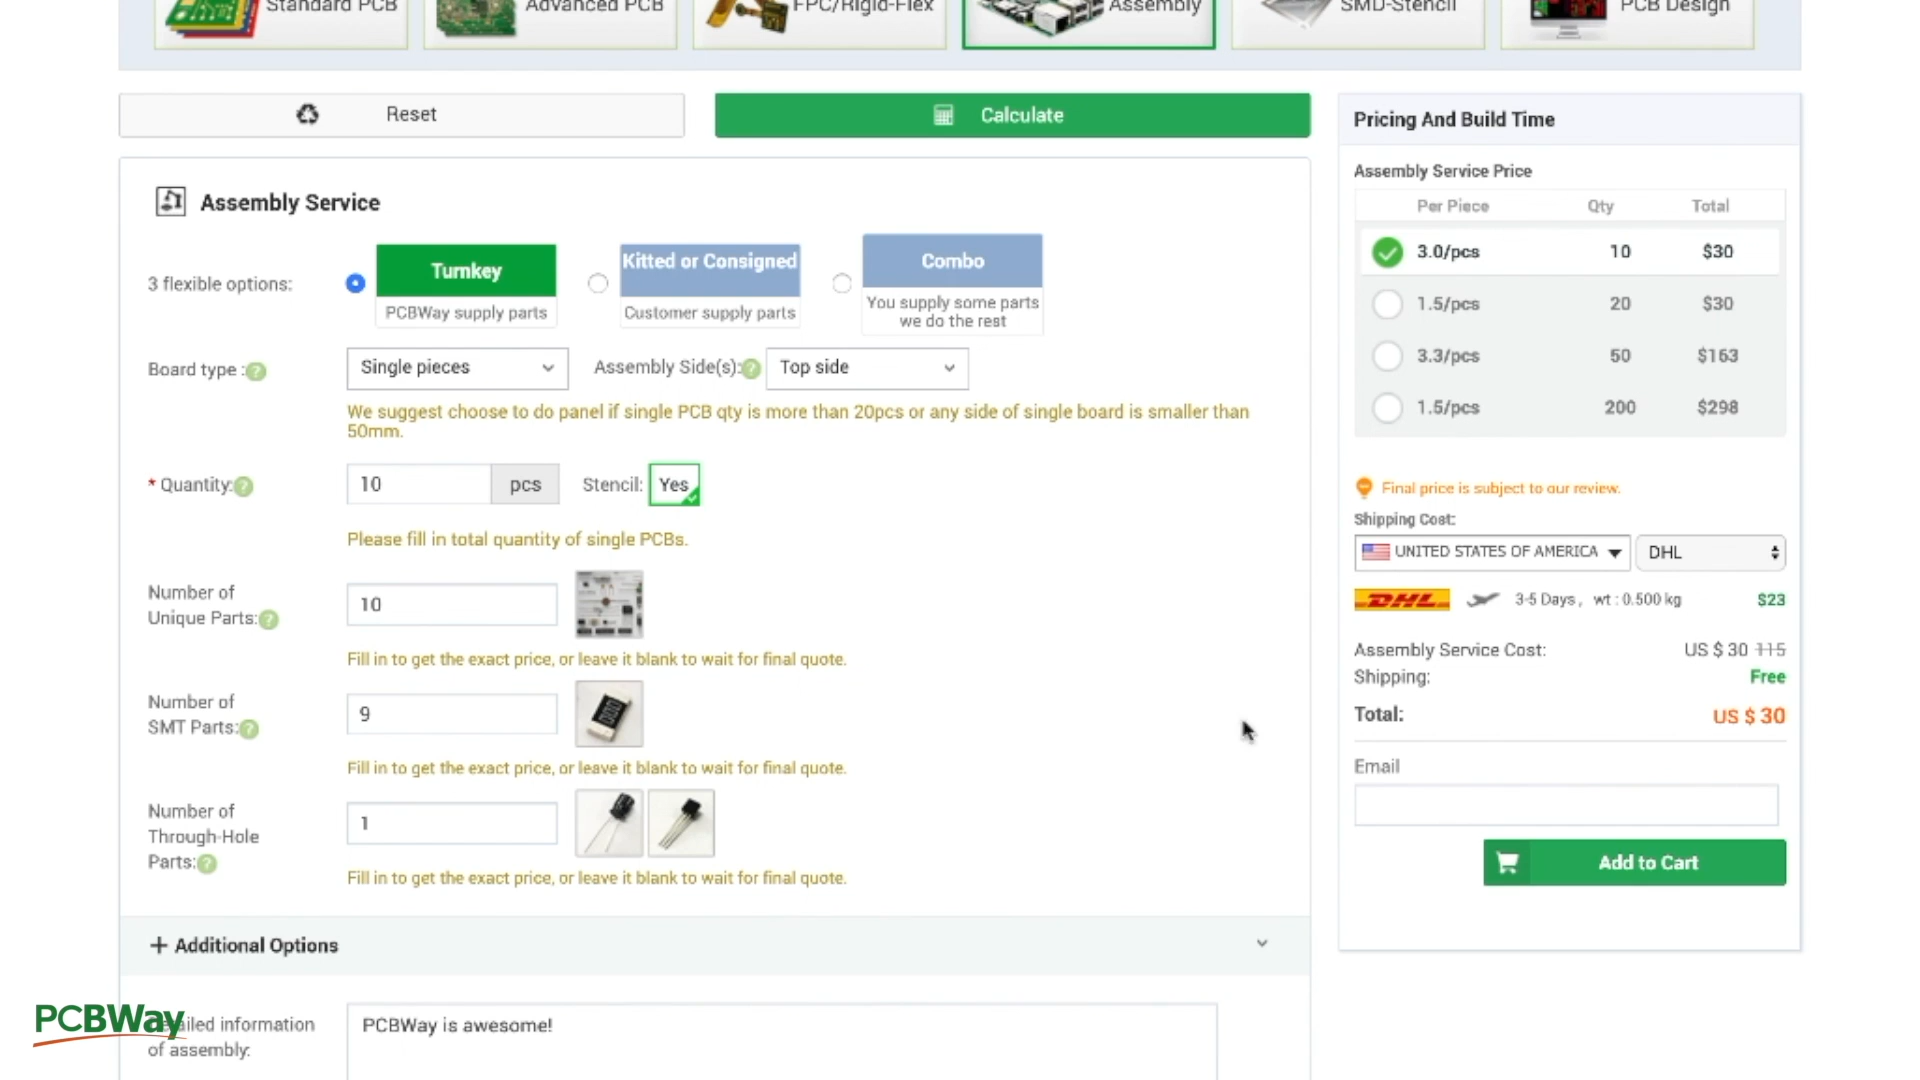 Standard PCB
Advanced PCB
FPC/Rigid-Flex
Assembly
SMD-Stencil
PCB Design
Reset
Calculate
Pricing And Build Time
Assembly Service Price
Per Piece Qty Total
3.0/pcs 10 $30
1.5/pcs 20 $30
3.3/pcs 50 $163
1.5/pcs 200 $298
Assembly Service
3 flexible options:
Turnkey
PCBWay supply parts
Kitted or Consigned
Customer supply parts
Combo
You supply some parts
we do the rest
Board type :?
Single pieces
Assembly Side(s):?
Top side
We suggest choose to do panel if single PCB qty is more than 20pcs or any side of single board is smaller than
50mm.
* Quantity:?
10 pcs
Stencil: Yes
Please fill in total quantity of single PCBs.
Number of
Unique Parts:?
10
Fill in to get the exact price, or leave it blank to wait for final quote.
Number of
SMT Parts:?
9
Fill in to get the exact price, or leave it blank to wait for final quote.
Number of
Through-Hole
Parts:?
1
Fill in to get the exact price, or leave it blank to wait for final quote.
Final price is subject to our review.
Shipping Cost:
UNITED STATES OF AMERICA
DHL
DHL 3-5 Days , wt : 0.500 kg $23
Assembly Service Cost: US $ 30 115
Shipping: Free
Total: US $ 30
Email
Add to Cart
+ Additional Options
PCBWay
ailed information
of assembly:
PCBWay is awesome!